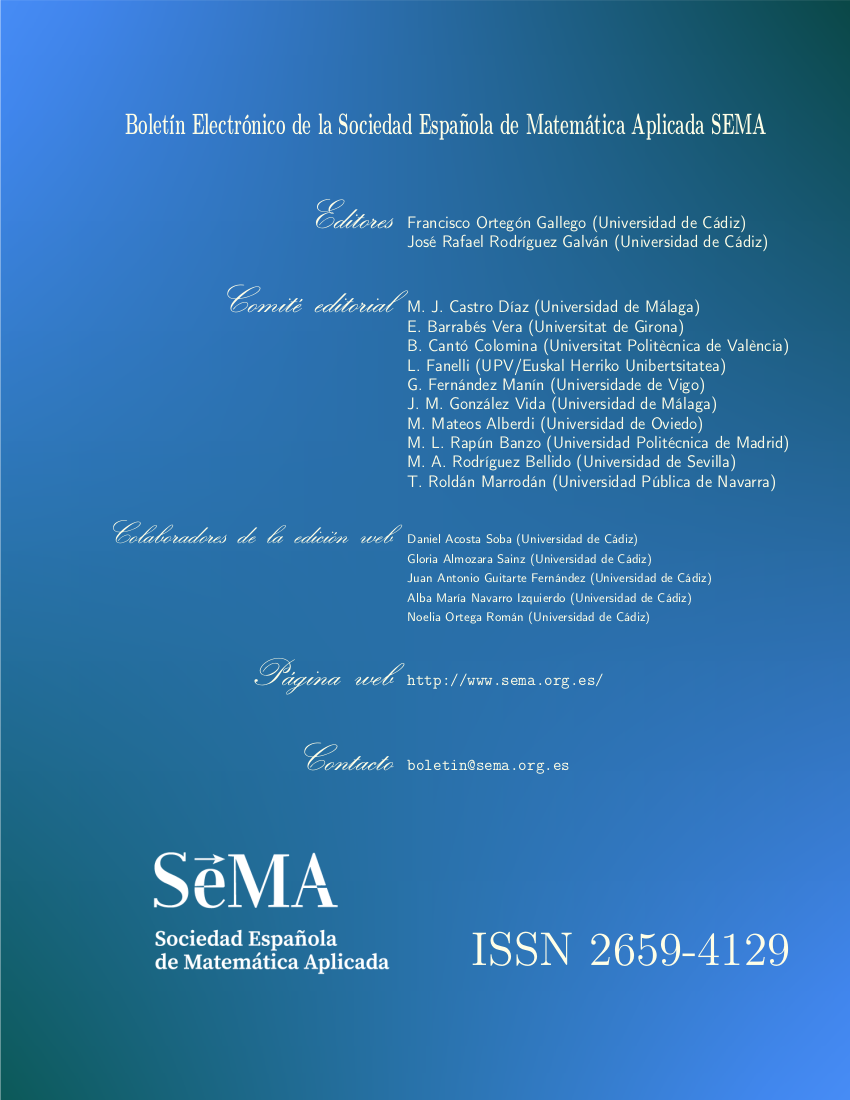 Boletín Electrónico de la Sociedad Española de Matemática Aplicada SEMA
Editores Francisco Ortegón Gallego (Universidad de Cádiz)
José Rafael Rodríguez Galván (Universidad de Cádiz)
Comité editorial M. J. Castro Díaz (Universidad de Málaga)
E. Barrabés Vera (Universitat de Girona)
B. Cantó Colomina (Universitat Politècnica de València)
L. Fanelli (UPV/Euskal Herriko Unibertsitatea)
G. Fernández Manín (Universidade de Vigo)
J. M. González Vida (Universidad de Málaga)
M. Mateos Alberdi (Universidad de Oviedo)
M. L. Rapún Banzo (Universidad Politécnica de Madrid)
M. A. Rodríguez Bellido (Universidad de Sevilla)
T. Roldán Marrodán (Universidad Pública de Navarra)
Colaboradores de la edición web Daniel Acosta Soba (Universidad de Cádiz)
Gloria Almozara Sainz (Universidad de Cádiz)
Juan Antonio Guitarte Fernández (Universidad de Cádiz)
Alba María Navarro Izquierdo (Universidad de Cádiz)
Noelia Ortega Román (Universidad de Cádiz)
Página web http://www.sema.org.es/
Contacto boletin@sema.org.es
SeMA
Sociedad Española
de Matemática Aplicada
ISSN 2659-4129